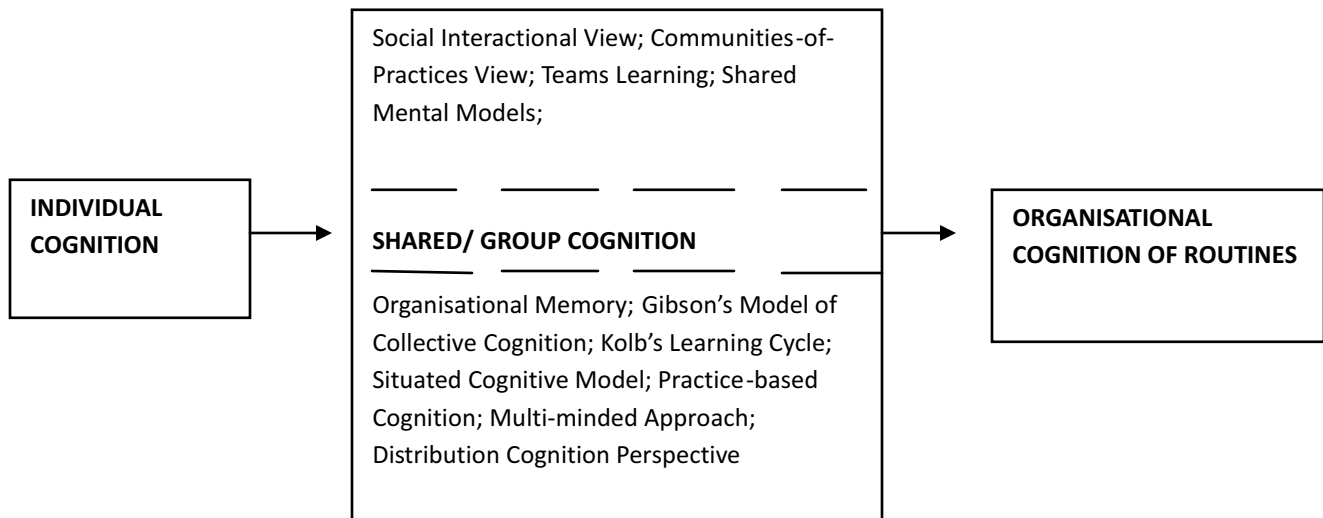 INDIVIDUAL
COGNITION
Social Interactional View; Communities-of-
Practices View; Teams Learning; Shared
Mental Models;
SHARED/ GROUP COGNITION
Organisational Memory; Gibson’s Model of
Collective Cognition; Kolb’s Learning Cycle;
Situated Cognitive Model; Practice-based
Cognition; Multi-minded Approach;
Distribution Cognition Perspective
ORGANISATIONAL
COGNITION OF ROUTINES